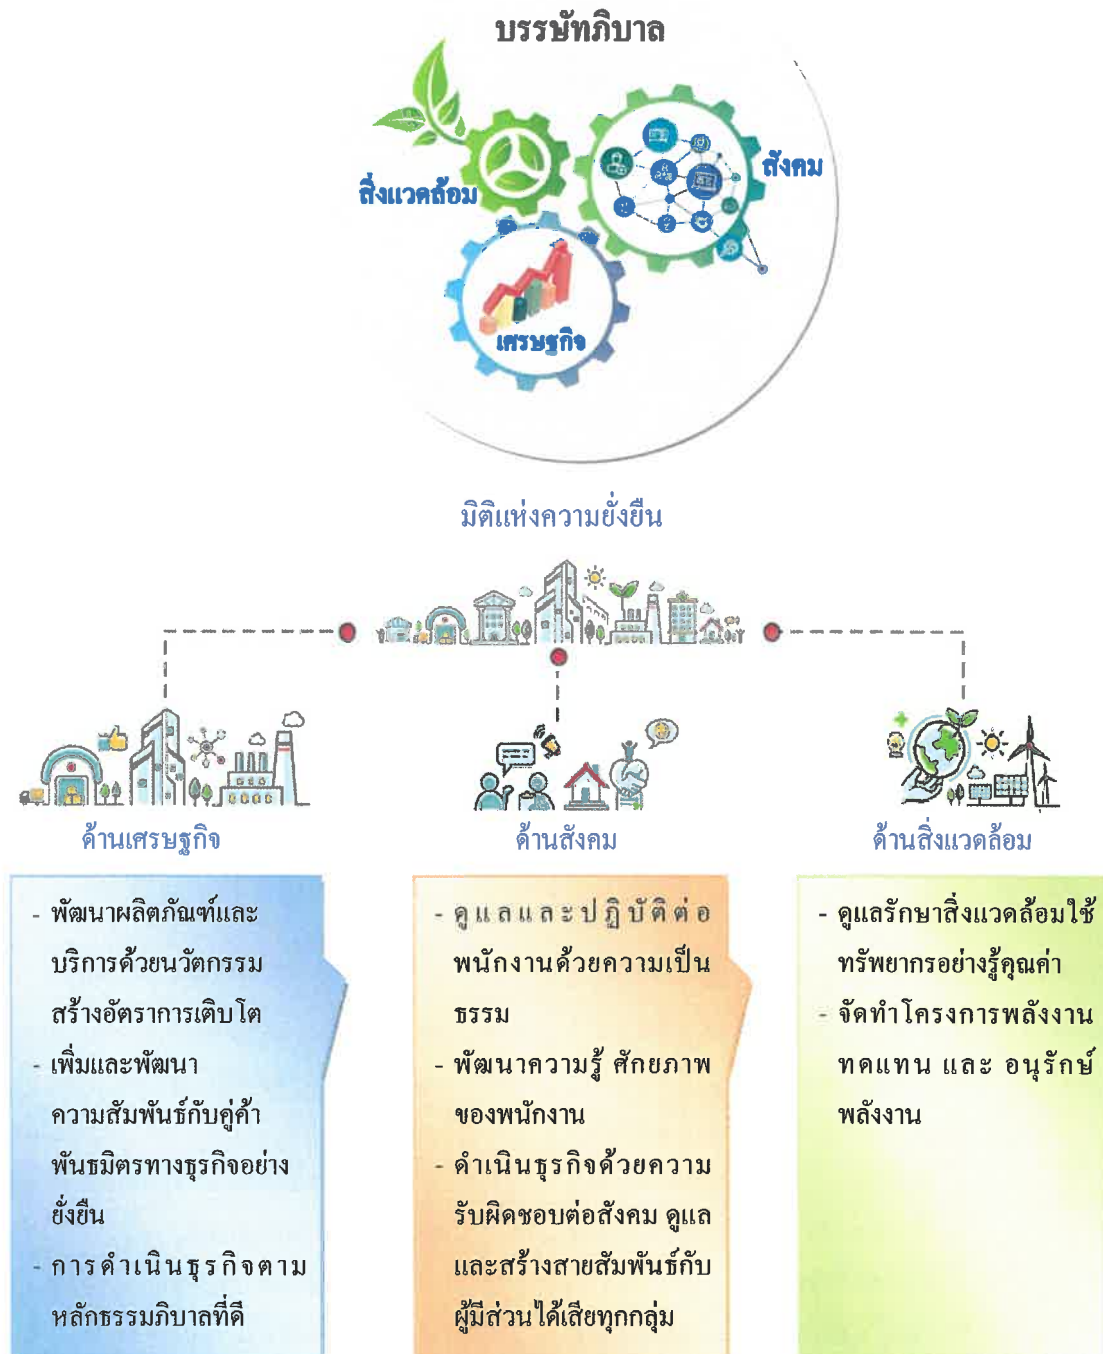 บรรษัทภิบาล
สังคม
สิ่งแวดล้อม
เศรษฐกิจ
มิติแห่งความยั่งยืน
ด้านเศรษฐกิจ
- พัฒนาผลิตภัณฑ์และ
บริการด้วยนวัตกรรม
สร้างอัตราการเติบโต
- เพิ่มและพัฒนา
ความสัมพันธ์กับคู่ค้า
พันธมิตรทางธุรกิจอย่าง
ยั่งยืน
- การดำเนินธุรกิจตาม
หลักธรรมภิบาลที่ดี
ด้านสังคม
- ดูแลและปฏิบัติต่อ
พนักงานด้วยความเป็น
ธรรม
- พัฒนาความรู้ ศักยภาพ
ของพนักงาน
- ดำเนินธุรกิจด้วยความ
รับผิดชอบต่อสังคม ดูแล
และสร้างสายสัมพันธ์กับ
ผู้มีส่วนได้เสียทุกกลุ่ม
ด้านสิ่งแวดล้อม
- ดูแลรักษาสิ่งแวดล้อมใช้
ทรัพยากรอย่างรู้คุณค่า
- จัดทำโครงการพลังงาน
ทดแทน และ อนุรักษ์
พลังงาน